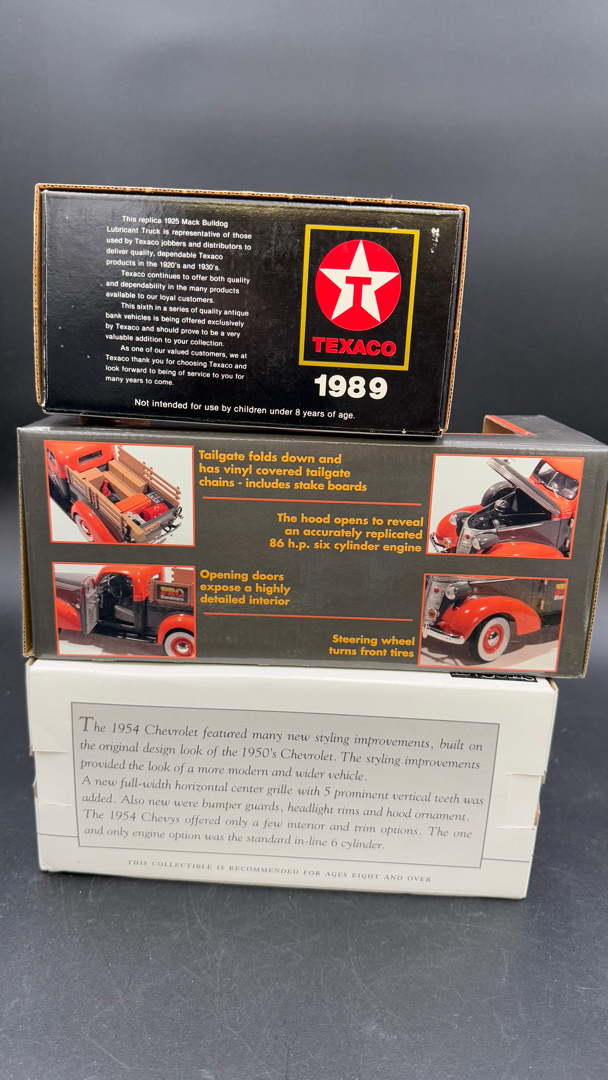 This replica 1925 Mack Bulldog
Lubricant Truck is representative of those
used by Texaco jobbers and distributors to
deliver quality, dependable Texaco
products in the 1920's and 1930's.
Texaco continues to offer both quality
and dependability in the many products
available to our loyal customers.
This sixth in a series of quality antique
bank vehicles is being offered exclusively
by Texaco and should prove to be a very
valuable addition to your collection.
As one of our valued customers, we at
Texaco thank you for choosing Texaco and
look forward to being of service to you for
many years to come.
T
TEXACO
1989
Not intended for use by children under 8 years of age.
Tailgate folds down and
has vinyl covered tailgate
chains - includes stake boards
The hood opens to reveal
an accurately replicated
86 h.p. six cylinder engine
Opening doors
expose a highly
detailed interior
PRO
Hardware
Steering wheel
turns front tires
The 1954 Chevrolet featured many new styling improvements, built on
the original design look of the 1950's Chevrolet. The styling improvements
provided the look of a more modern and wider vehicle.
A new full-width horizontal center grille with 5 prominent vertical teeth was
added. Also new were bumper guards, headlight rims and hood ornament.
The 1954 Chevys offered only a few interior and trim options. The one
and only engine option was the standard in-line 6 cylinder.
THIS COLLECTIBLE IS RECOMMENDED FOR AGES EIGHT AND OVER